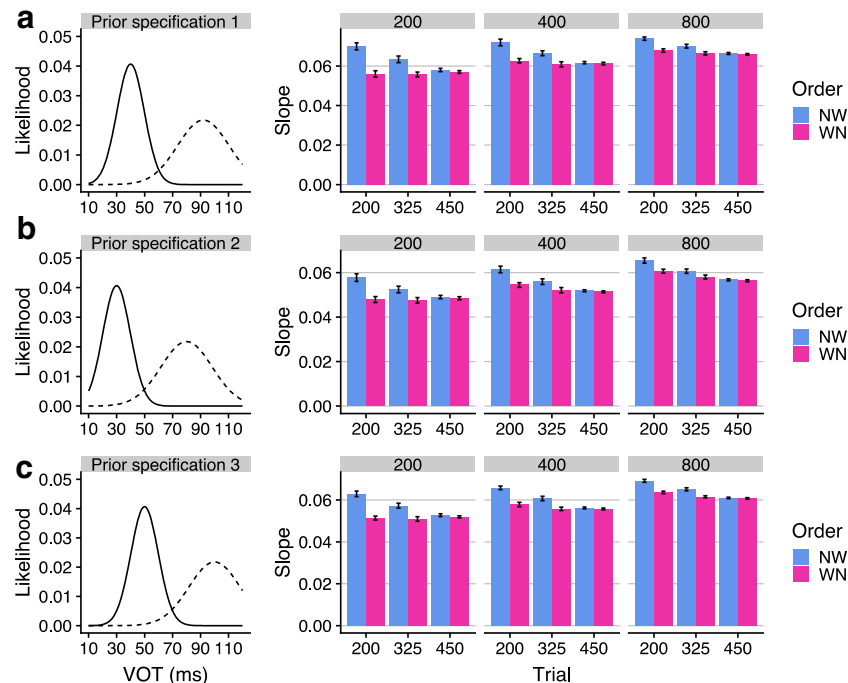 a
Prior specification 1
200 400 800
0.05
0.04
0.03
0.02
0.01
0.00
Likelihood
10 30 50 70 90 110
0.06
0.04
0.02
0.00
Slope
200 325 450 200 325 450 200 325 450
Order
NW
WN
b
Prior specification 2
200 400 800
0.05
0.04
0.03
0.02
0.01
0.00
Likelihood
10 30 50 70 90 110
0.06
0.04
0.02
0.00
Slope
200 325 450 200 325 450 200 325 450
Order
NW
WN
c
Prior specification 3
200 400 800
0.05
0.04
0.03
0.02
0.01
0.00
Likelihood
10 30 50 70 90 110
VOT (ms)
0.06
0.04
0.02
0.00
Slope
200 325 450 200 325 450 200 325 450
Trial
Order
NW
WN